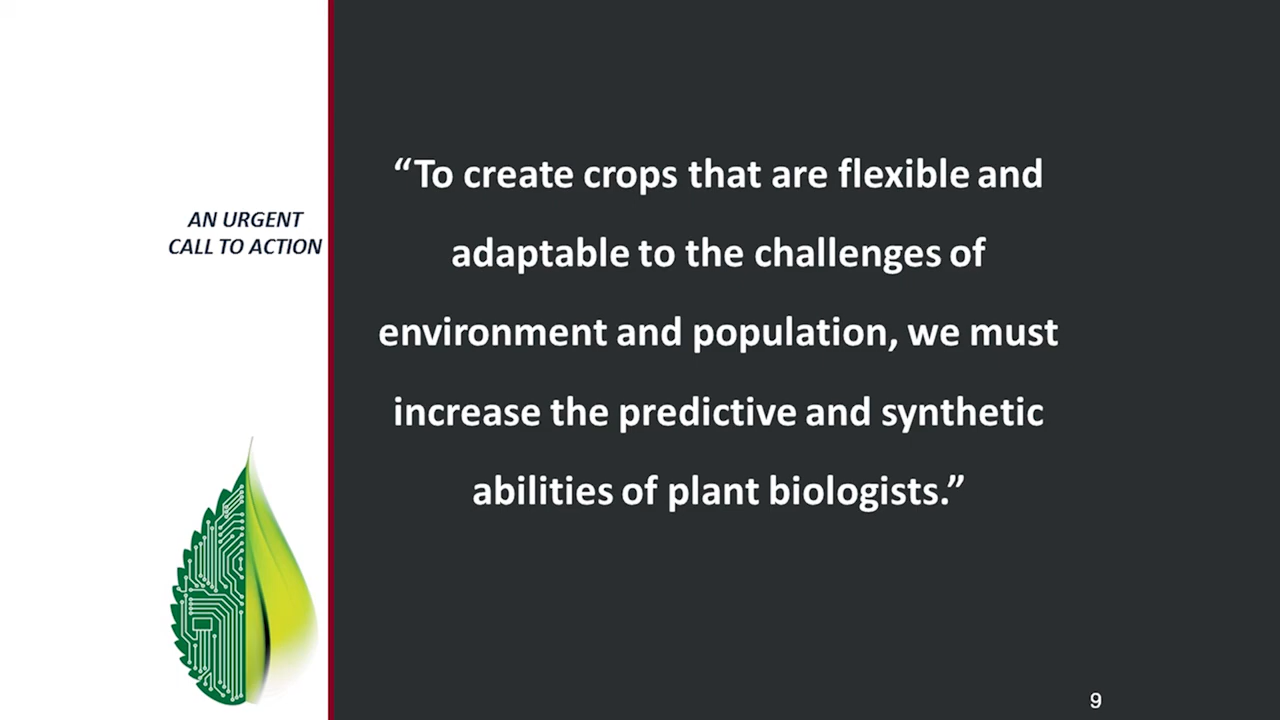 AN URGENT
CALL TO ACTION
“To create crops that are flexible and
adaptable to the challenges of
environment and population, we must
increase the predictive and synthetic
abilities of plant biologists.”
9